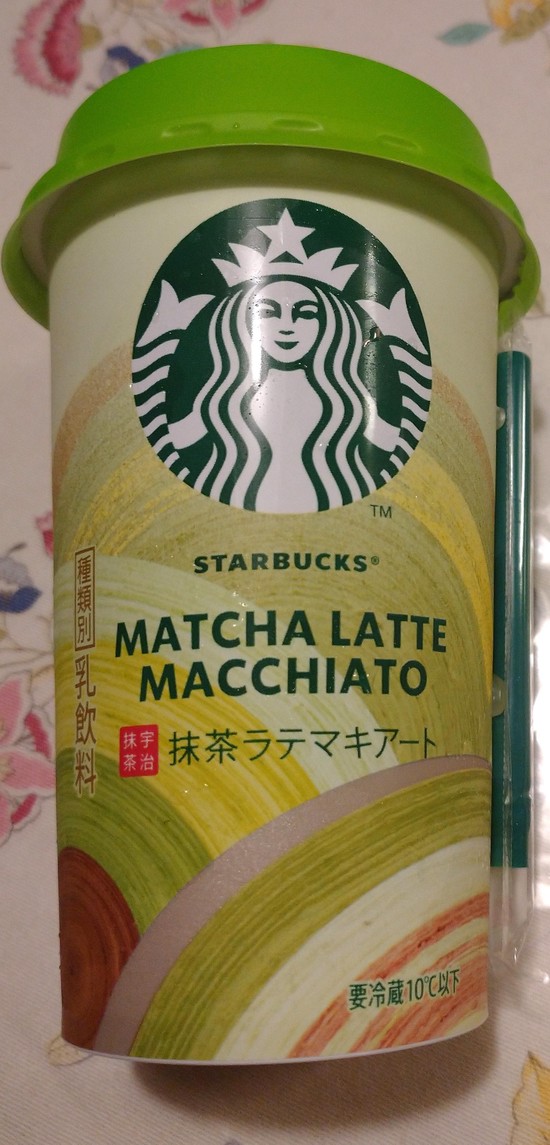 TM
STARBUCKS®
MATCHA LATTE
MACCHIATO
宇治
抹茶
抹茶ラテマキアート
種類別 乳飲料
要冷蔵10℃以下